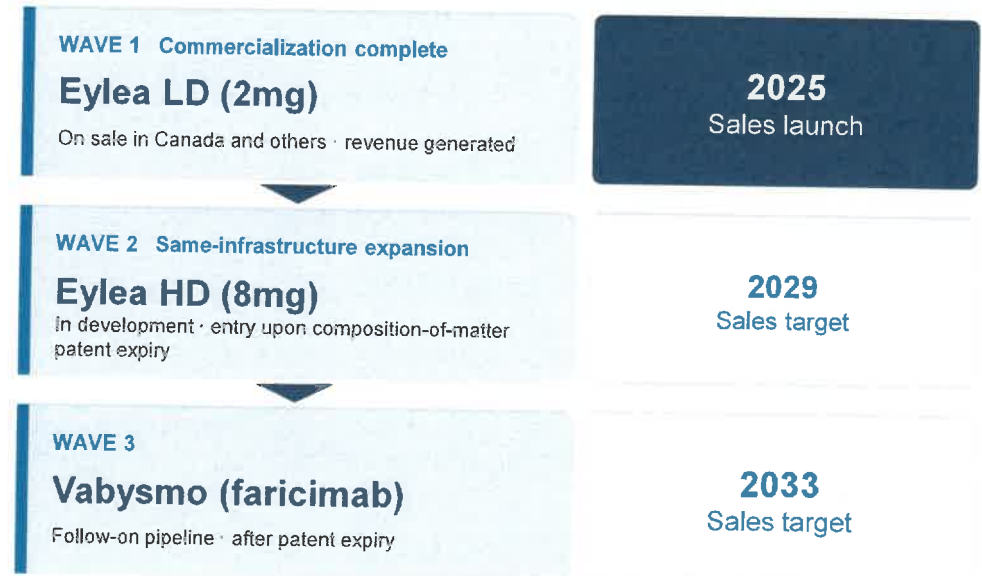 WAVE 1 Commercialization complete
Eylea LD (2mg)
On sale in Canada and others · revenue generated
2025
Sales launch
WAVE 2 Same-infrastructure expansion
Eylea HD (8mg)
In development · entry upon composition-of-matter
patent expiry
2029
Sales target
WAVE 3
Vabysmo (faricimab)
Follow-on pipeline · after patent expiry
2033
Sales target